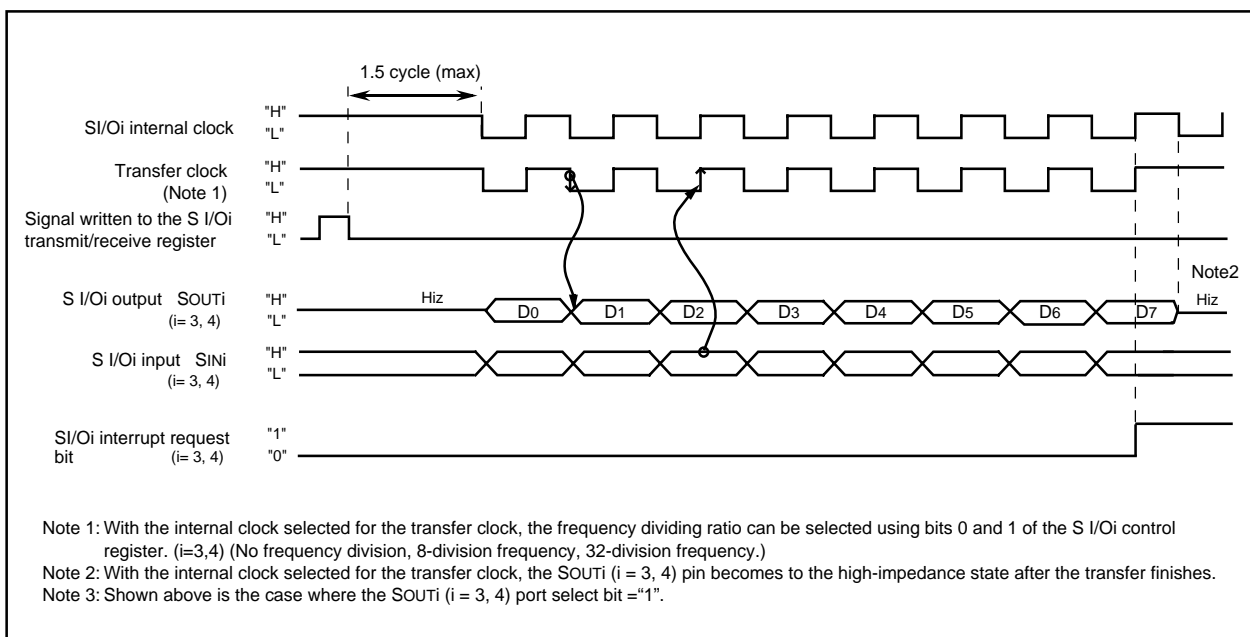 1.5 cycle (max)
SI/Oi internal clock
"H"
"L"
Transfer clock
(Note 1)
"H"
"L"
Signal written to the S I/Oi
transmit/receive register
"H"
"L"
Note2
S I/Oi output SOUTi
(i= 3, 4)
"H"
"L"
Hiz
D0
D1
D2
D3
D4
D5
D6
D7
Hiz
S I/Oi input SINi
(i= 3, 4)
"H"
"L"
SI/Oi interrupt request
bit (i= 3, 4)
"1"
"0"
Note 1: With the internal clock selected for the transfer clock, the frequency dividing ratio can be selected using bits 0 and 1 of the S I/Oi control
register. (i=3,4) (No frequency division, 8-division frequency, 32-division frequency.)
Note 2: With the internal clock selected for the transfer clock, the SOUTi (i = 3, 4) pin becomes to the high-impedance state after the transfer finishes.
Note 3: Shown above is the case where the SOUTi (i = 3, 4) port select bit =“1”.